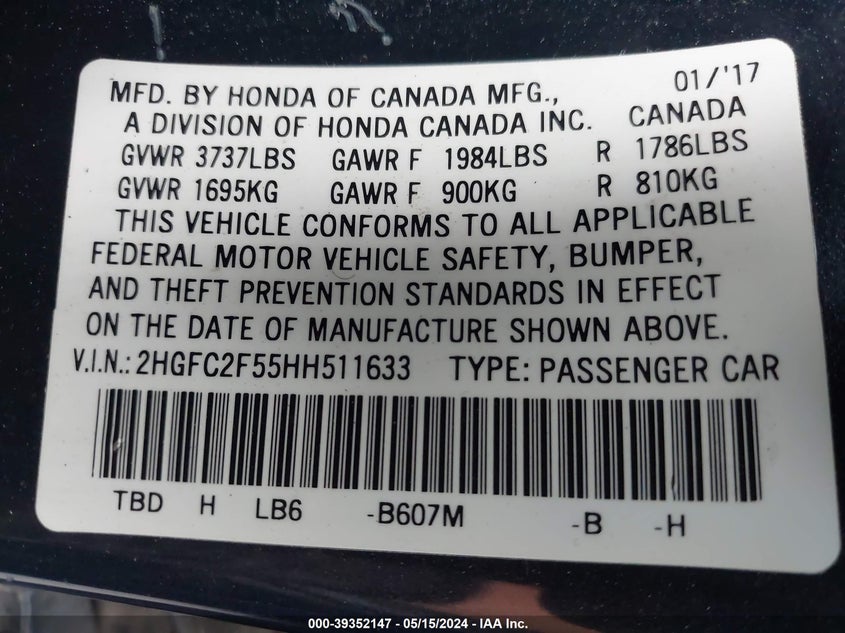 MFD. BY HONDA OF CANADA MFG., 01/'17
A DIVISION OF HONDA CANADA INC. CANADA
GVWR 3737LBS GAWR F 1984LBS R 1786LBS
GVWR 1695KG GAWR F 900KG R 810KG
THIS VEHICLE CONFORMS TO ALL APPLICABLE
FEDERAL MOTOR VEHICLE SAFETY, BUMPER,
AND THEFT PREVENTION STANDARDS IN EFFECT
ON THE DATE OF MANUFACTURE SHOWN ABOVE.
V.I.N.: 2HGFC2F55HH511633 TYPE: PASSENGER CAR
TBD H LB6 -B607M -B -H
000-39352147 - 05/15/2024 - IAA Inc.